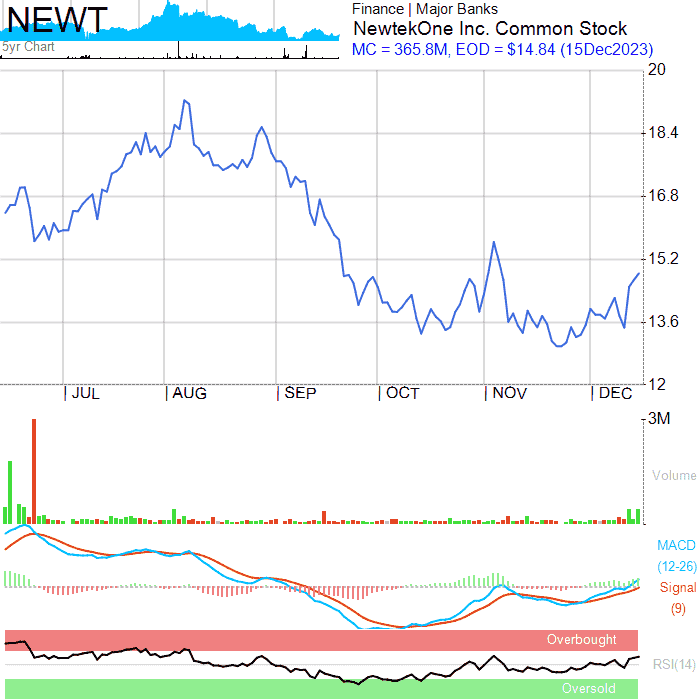 NEWT
5yr Chart
Finance | Major Banks
NewtekOne Inc. Common Stock
MC = 365.8M, EOD = $14.84 (15Dec2023)
20
18.4
16.8
15.2
13.6
12
JUL
AUG
SEP
OCT
NOV
DEC
3M
Volume
MACD
(12-26)
Signal
(9)
Overbought
RSI(14)
Oversold